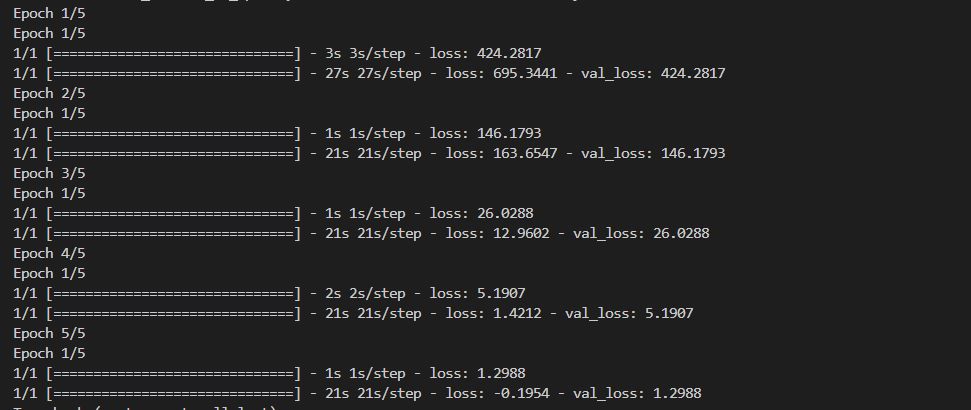 Epoch 1/5
Epoch 1/5
1/1 [==============================] - 3s 3s/step - loss: 424.2817
1/1 [==============================] - 27s 27s/step - loss: 695.3441 - val_loss: 424.2817
Epoch 2/5
Epoch 1/5
1/1 [==============================] - 1s 1s/step - loss: 146.1793
1/1 [==============================] - 21s 21s/step - loss: 163.6547 - val_loss: 146.1793
Epoch 3/5
Epoch 1/5
1/1 [==============================] - 1s 1s/step - loss: 26.0288
1/1 [==============================] - 21s 21s/step - loss: 12.9602 - val_loss: 26.0288
Epoch 4/5
Epoch 1/5
1/1 [==============================] - 2s 2s/step - loss: 5.1907
1/1 [==============================] - 21s 21s/step - loss: 1.4212 - val_loss: 5.1907
Epoch 5/5
Epoch 1/5
1/1 [==============================] - 1s 1s/step - loss: 1.2988
1/1 [==============================] - 21s 21s/step - loss: -0.1954 - val_loss: 1.2988